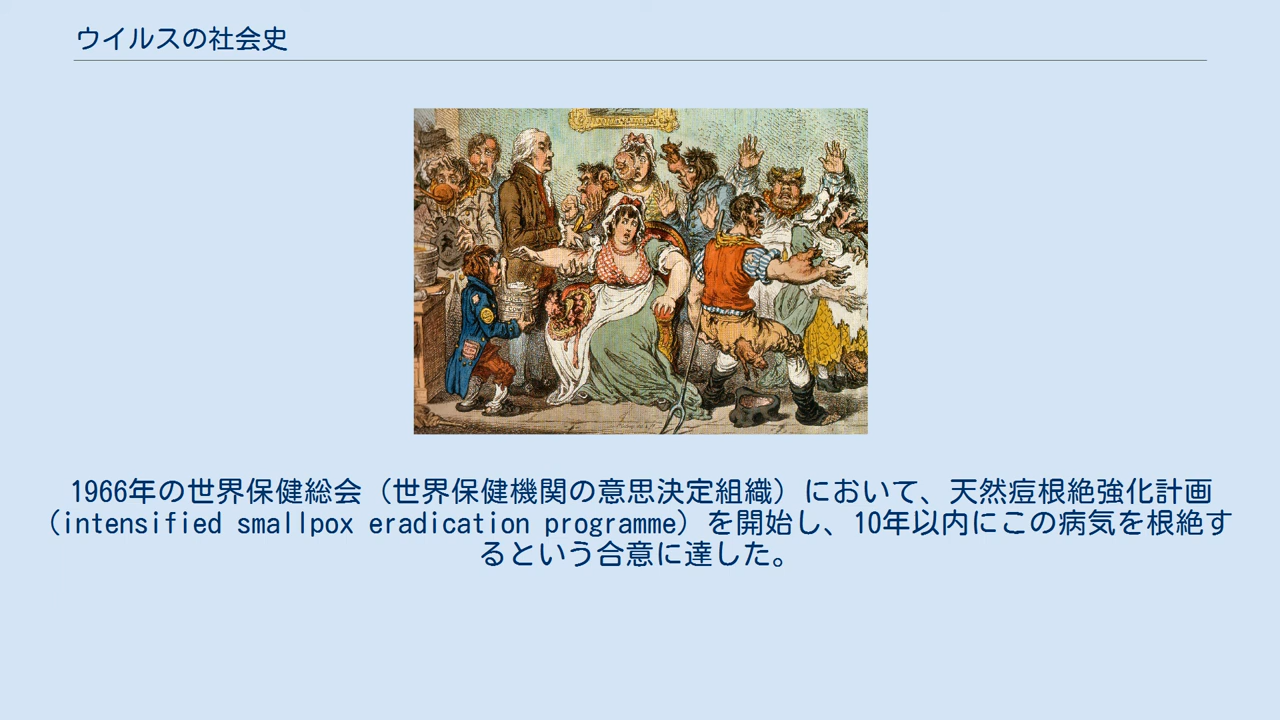 ウイルスの社会史
1966年の世界保健総会（世界保健機関の意思決定組織）において、天然痘根絶強化計画
（intensified smallpox eradication programme）を開始し、10年以内にこの病気を根絶す
るという合意に達した。